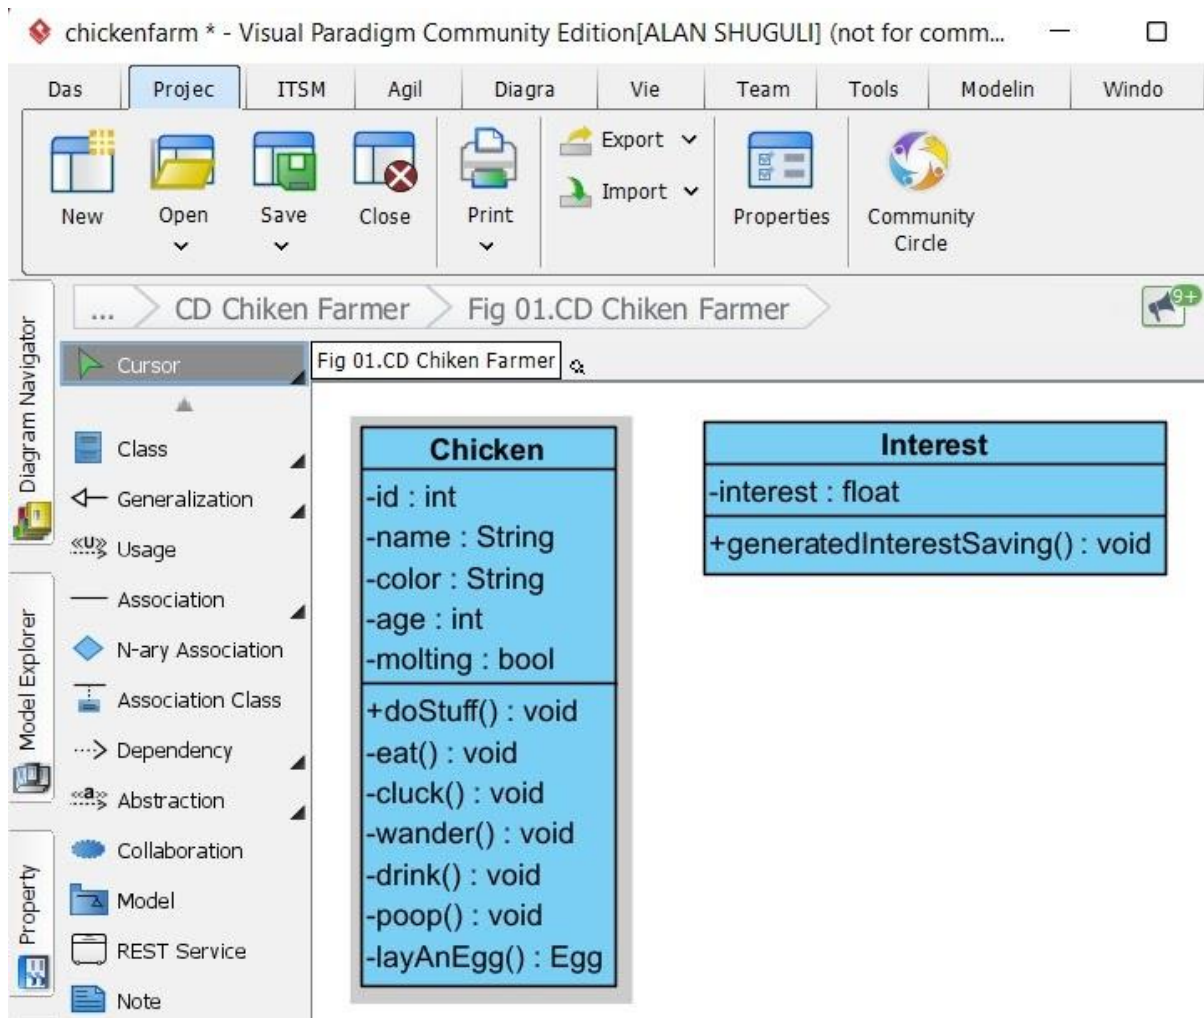 chickenfarm * - Visual Paradigm Community Edition[ALAN SHUGULI] (not for comm...
Das Projec ITSM Agil Diagra Vie Team Tools Modelin Windo
New Open Save Close Print Export Import Properties Community Circle
... CD Chiken Farmer Fig 01.CD Chiken Farmer 9+
Diagram Navigator
Model Explorer
Property
Cursor
Class
Generalization
«U» Usage
Association
N-ary Association
Association Class
Dependency
«a» Abstraction
Collaboration
Model
REST Service
Note
Fig 01.CD Chiken Farmer
Chicken
-id : int
-name : String
-color : String
-age : int
-molting : bool
+doStuff() : void
-eat() : void
-cluck() : void
-wander() : void
-drink() : void
-poop() : void
-layAnEgg() : Egg
Interest
-interest : float
+generatedInterestSaving() : void